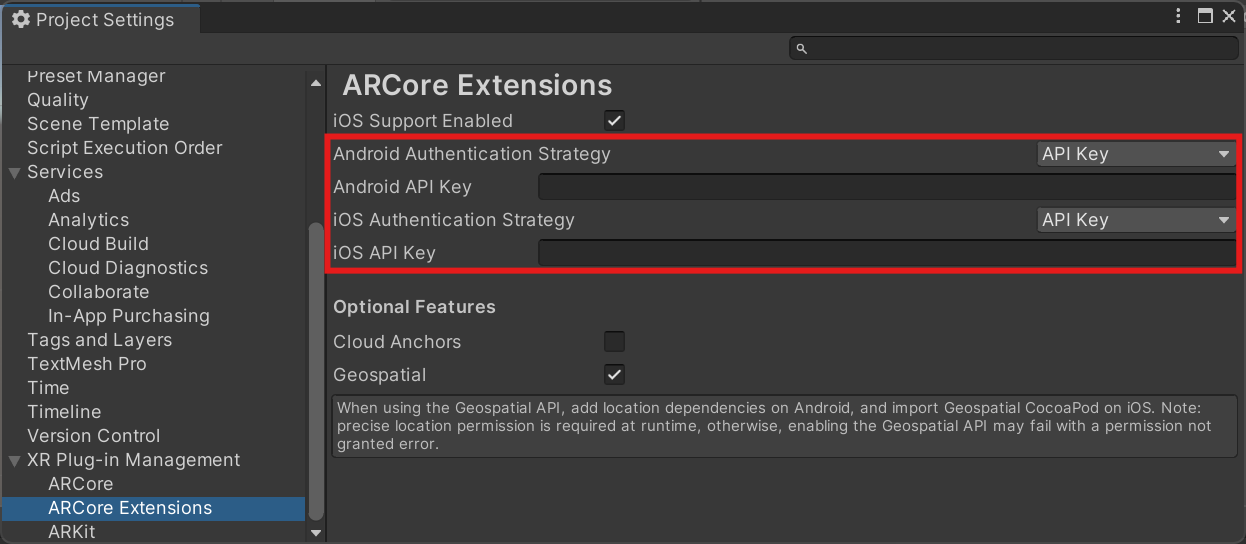 Project Settings
Preset Manager
Quality
Scene Template
Script Execution Order
Services
Ads
Analytics
Cloud Build
Cloud Diagnostics
Collaborate
In-App Purchasing
Tags and Layers
TextMesh Pro
Time
Timeline
Version Control
XR Plug-in Management
ARCore
ARCore Extensions
ARKit
ARCore Extensions
iOS Support Enabled
Android Authentication Strategy API Key
Android API Key
iOS Authentication Strategy API Key
iOS API Key
Optional Features
Cloud Anchors
Geospatial
When using the Geospatial API, add location dependencies on Android, and import Geospatial CocoaPod on iOS. Note:
precise location permission is required at runtime, otherwise, enabling the Geospatial API may fail with a permission not
granted error.